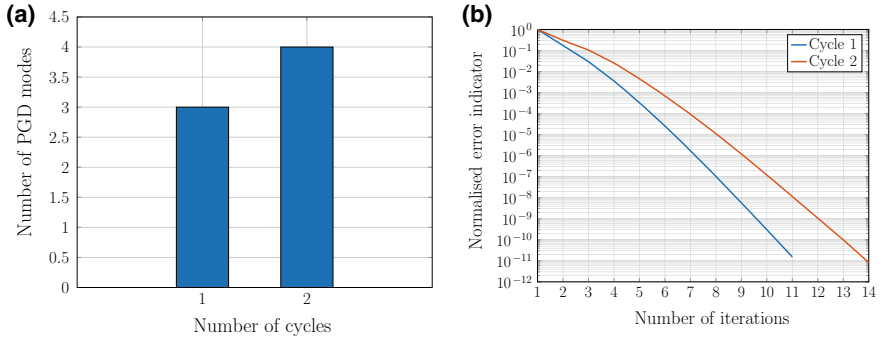 (a)
4.5
4
3.5
3
2.5
2
1.5
1
0.5
0
1 2
Number of PGD modes
Number of cycles
(b)
10^0
10^-1
10^-2
10^-3
10^-4
10^-5
10^-6
10^-7
10^-8
10^-9
10^-10
10^-11
10^-12
1 2 3 4 5 6 7 8 9 10 11 12 13 14
Normalised error indicator
Number of iterations
Cycle 1
Cycle 2